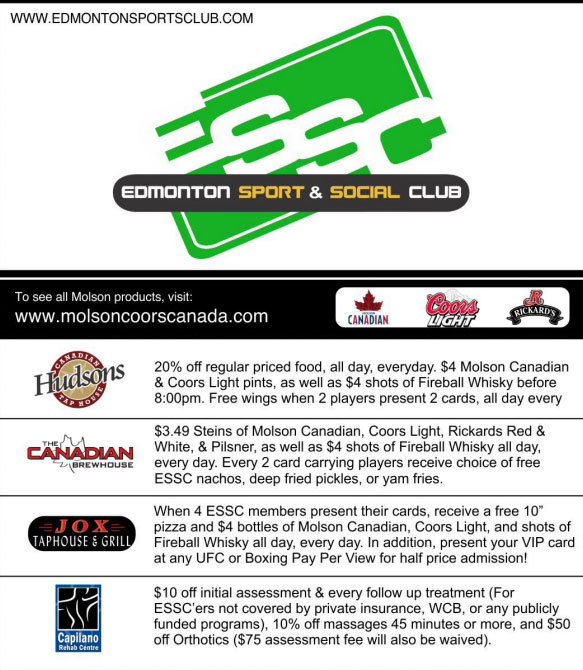 WWW.EDMONTONSPORTSCLUB.COM
ESSC
EDMONTON SPORT & SOCIAL CLUB
To see all Molson products, visit:
www.molsoncoorscanada.com
MOLSON
CANADIAN
Coors
LIGHT
R
RICKARD'S
CANADIAN
Hudsons
TAP HOUSE
20% off regular priced food, all day, everyday. $4 Molson Canadian
& Coors Light pints, as well as $4 shots of Fireball Whisky before
8:00pm. Free wings when 2 players present 2 cards, all day every
THE
CANADIAN
BREWHOUSE
$3.49 Steins of Molson Canadian, Coors Light, Rickards Red &
White, & Pilsner, as well as $4 shots of Fireball Whisky all day,
every day. Every 2 card carrying players receive choice of free
ESSC nachos, deep fried pickles, or yam fries.
JOX
TAPHOUSE & GRILL
When 4 ESSC members present their cards, receive a free 10”
pizza and $4 bottles of Molson Canadian, Coors Light, and shots of
Fireball Whisky all day, every day. In addition, present your VIP card
at any UFC or Boxing Pay Per View for half price admission!
Capilano
Rehab Centre
$10 off initial assessment & every follow up treatment (For
ESSC’ers not covered by private insurance, WCB, or any publicly
funded programs), 10% off massages 45 minutes or more, and $50
off Orthotics ($75 assessment fee will also be waived).